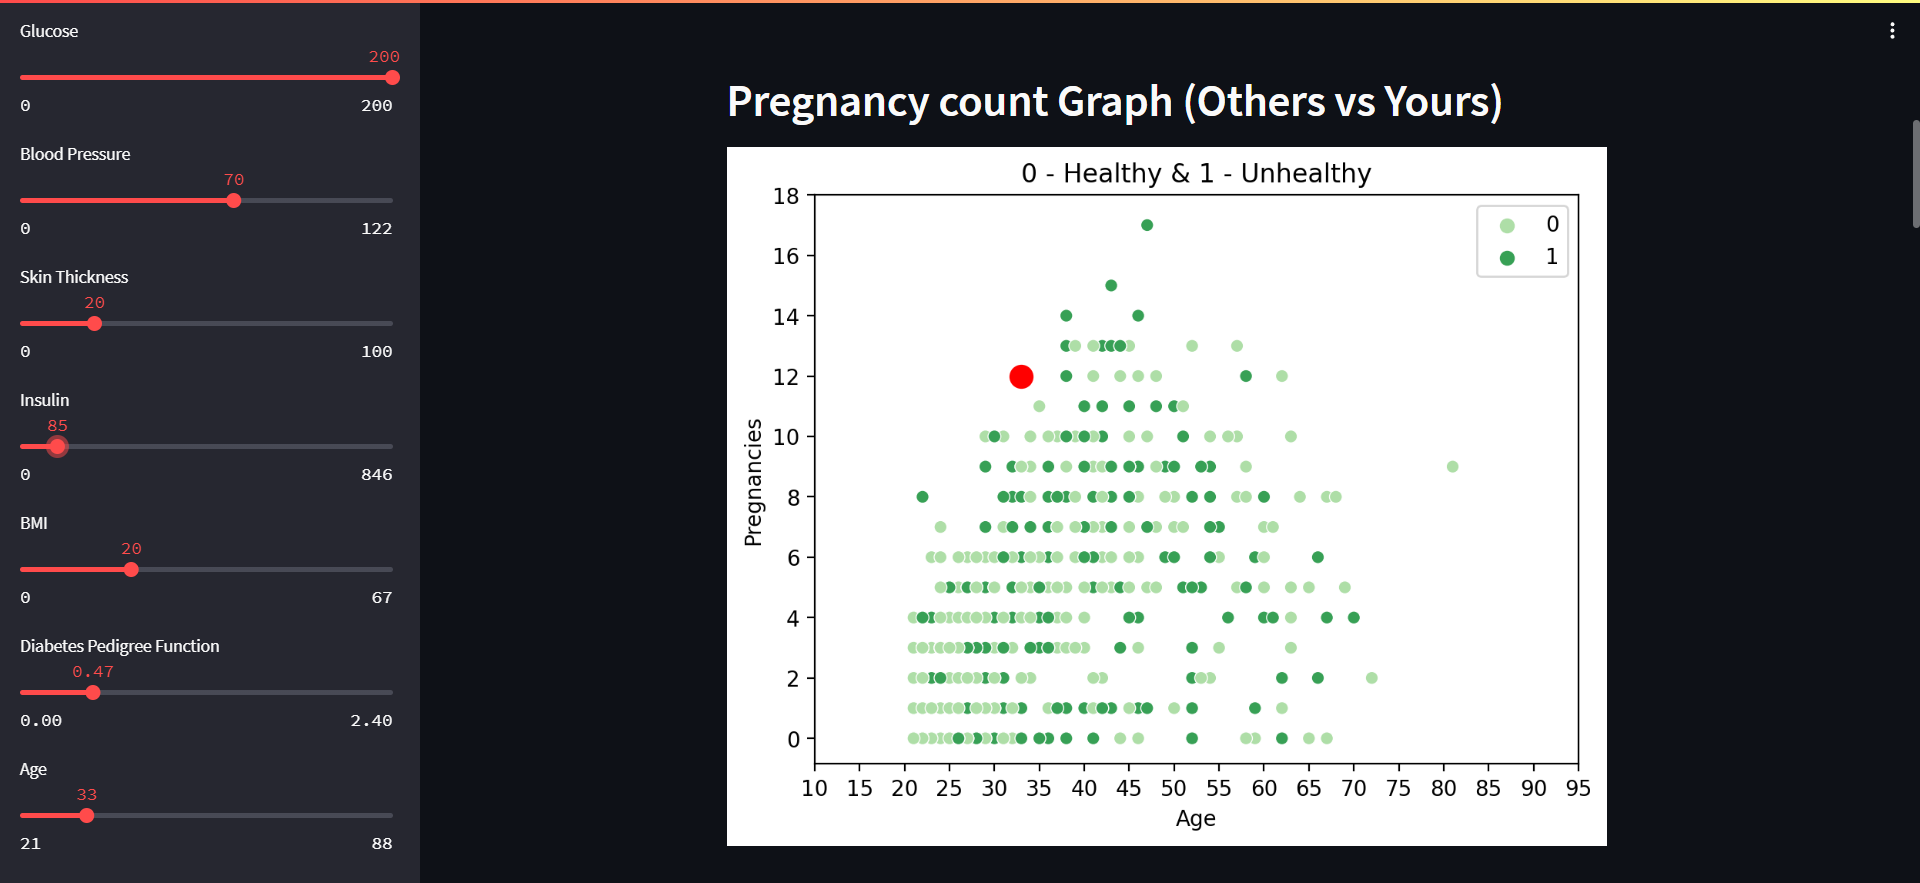 Glucose
200
0 200
Blood Pressure
70
0 122
Skin Thickness
20
0 100
Insulin
85
0 846
BMI
20
0 67
Diabetes Pedigree Function
0.47
0.00 2.40
Age
33
21 88
Pregnancy count Graph (Others vs Yours)
0 - Healthy & 1 - Unhealthy
0
1
18
16
14
12
10
8
6
4
2
0
Pregnancies
10 15 20 25 30 35 40 45 50 55 60 65 70 75 80 85 90 95
Age